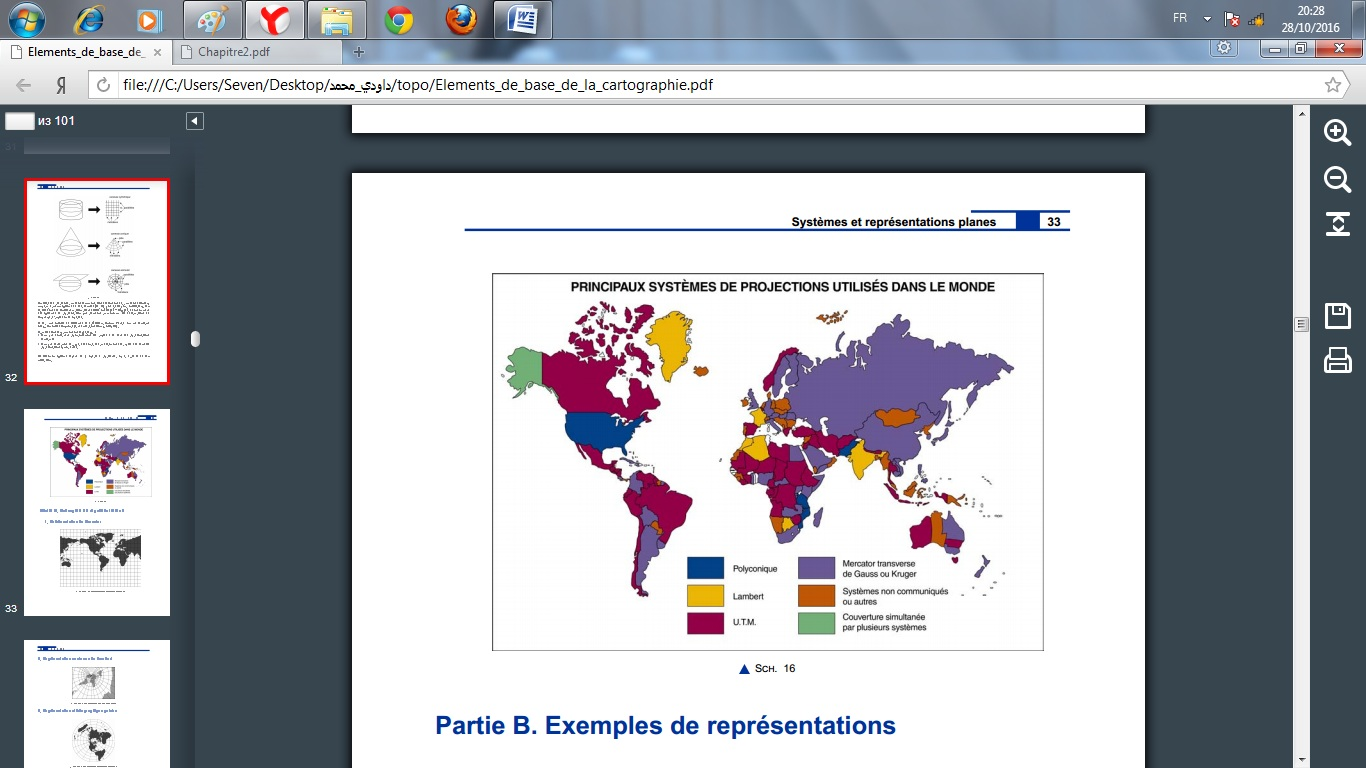 FR
20:28
28/10/2016
Elements_de_base_de_
Chapitre2.pdf
Я
file:///C:/Users/Seven/Desktop/داودي_محمد/topo/Elements_de_base_de_la_cartographie.pdf
из 101
32
33
Systèmes et représentations planes 33
PRINCIPAUX SYSTÈMES DE PROJECTIONS UTILISÉS DANS LE MONDE
Polyconique
Lambert
U.T.M.
Mercator transverse
de Gauss ou Kruger
Systèmes non communiqués
ou autres
Couverture simultanée
par plusieurs systèmes
▲ SCH. 16
Partie B. Exemples de représentations